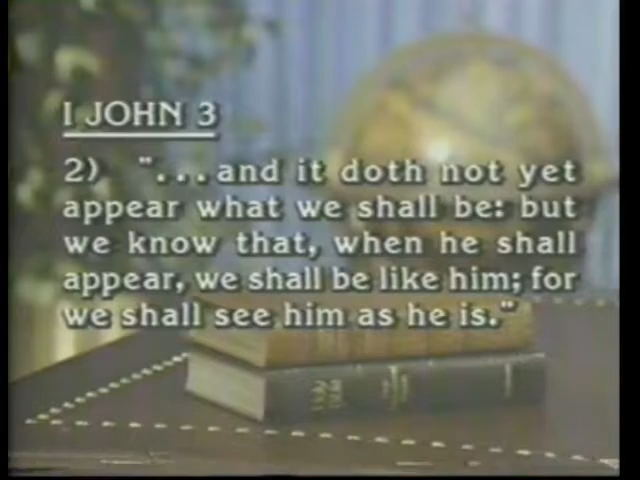 I JOHN 3
2) "...and it doth not yet
appear what we shall be: but
we know that, when he shall
appear, we shall be like him; for
we shall see him as he is."